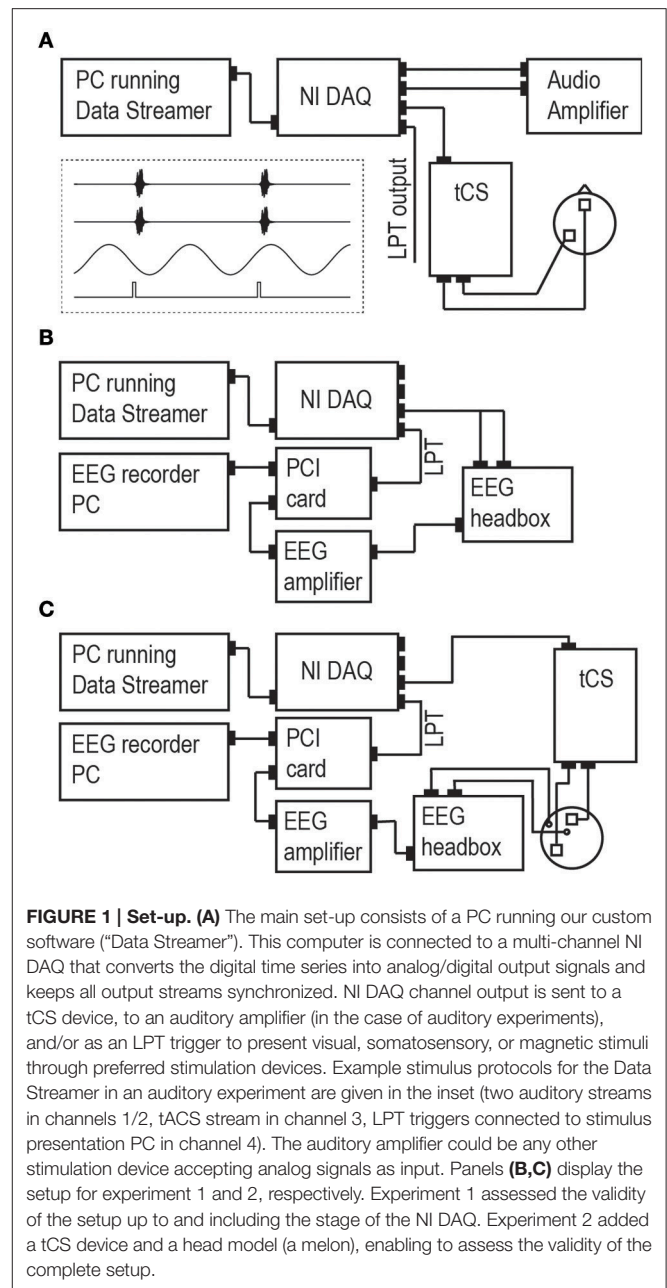 A
PC running
Data Streamer
NI DAQ
Audio
Amplifier
LPT output
tCS
B
PC running
Data Streamer
NI DAQ
EEG recorder
PC
PCI
card
LPT
EEG
headbox
EEG
amplifier
C
PC running
Data Streamer
NI DAQ
tCS
EEG recorder
PC
PCI
card
LPT
EEG
amplifier
EEG
headbox
FIGURE 1 | Set-up. (A) The main set-up consists of a PC running our custom
software (“Data Streamer”). This computer is connected to a multi-channel NI
DAQ that converts the digital time series into analog/digital output signals and
keeps all output streams synchronized. NI DAQ channel output is sent to a
tCS device, to an auditory amplifier (in the case of auditory experiments),
and/or as an LPT trigger to present visual, somatosensory, or magnetic stimuli
through preferred stimulation devices. Example stimulus protocols for the Data
Streamer in an auditory experiment are given in the inset (two auditory streams
in channels 1/2, tACS stream in channel 3, LPT triggers connected to stimulus
presentation PC in channel 4). The auditory amplifier could be any other
stimulation device accepting analog signals as input. Panels (B,C) display the
setup for experiment 1 and 2, respectively. Experiment 1 assessed the validity
of the setup up to and including the stage of the NI DAQ. Experiment 2 added
a tCS device and a head model (a melon), enabling to assess the validity of the
complete setup.